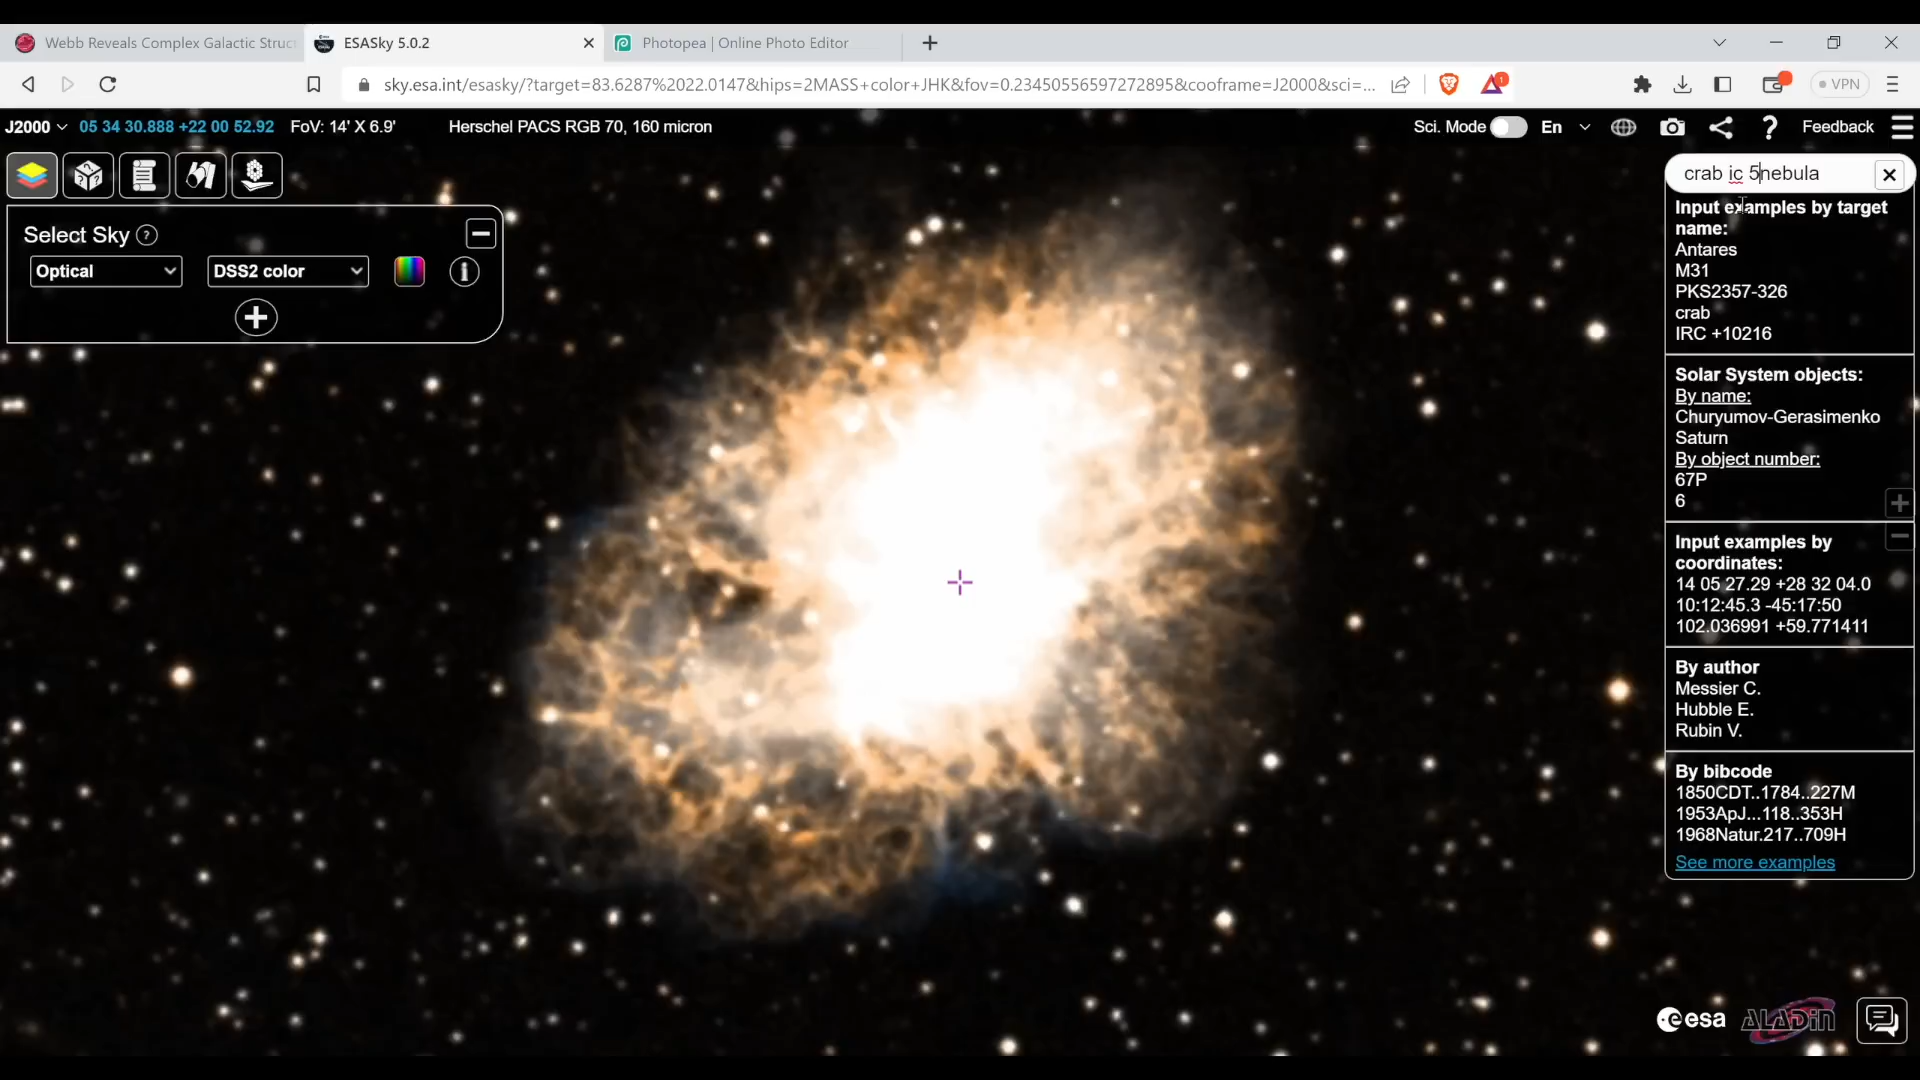 Webb Reveals Complex Galactic Struct
ESASky 5.0.2
Photopea | Online Photo Editor
sky.esa.int/esasky/?target=83.6287%2022.0147&hips=2MASS+color+JHK&fov=0.23450556597272895&cooframe=J2000&sci=...
1
VPN
J2000
05 34 30.888 +22 00 52.92
FoV: 14' X 6.9'
Herschel PACS RGB 70, 160 micron
Sci. Mode
En
Feedback
crab ic 5nebula
Select Sky
Optical
DSS2 color
Input examples by target
name:
Antares
M31
PKS2357-326
crab
IRC +10216
Solar System objects:
By name:
Churyumov-Gerasimenko
Saturn
By object number:
67P
6
Input examples by
coordinates:
14 05 27.29 +28 32 04.0
10:12:45.3 -45:17:50
102.036991 +59.771411
By author
Messier C.
Hubble E.
Rubin V.
By bibcode
1850CDT..1784..227M
1953ApJ...118..353H
1968Natur.217..709H
See more examples
esa
ALADIN